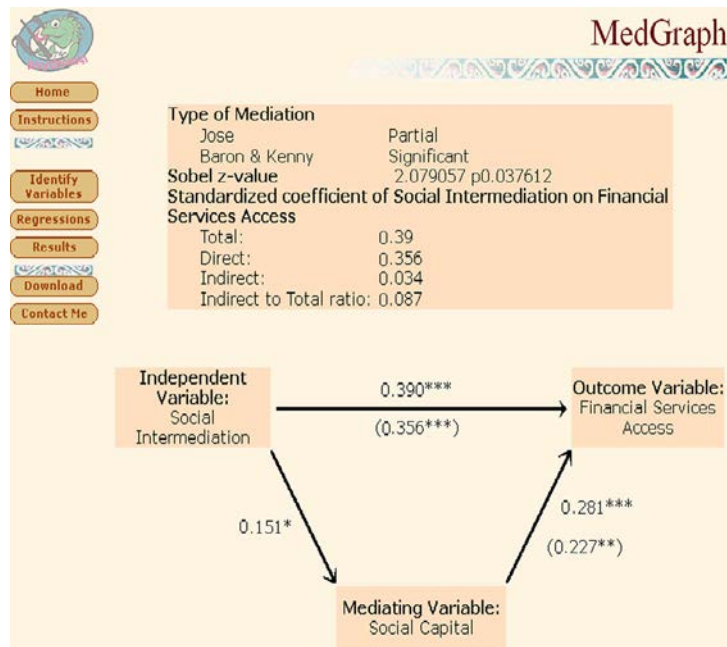 MedGraph
Home
Instructions
Identify
Variables
Regressions
Results
Download
Contact Me
Type of Mediation
Jose Partial
Baron & Kenny Significant
Sobel z-value 2.079057 p0.037612
Standardized coefficient of Social Intermediation on Financial
Services Access
Total: 0.39
Direct: 0.356
Indirect: 0.034
Indirect to Total ratio: 0.087
Independent
Variable:
Social
Intermediation
0.390***
(0.356***)
Outcome Variable:
Financial Services
Access
0.151*
0.281***
(0.227**)
Mediating Variable:
Social Capital